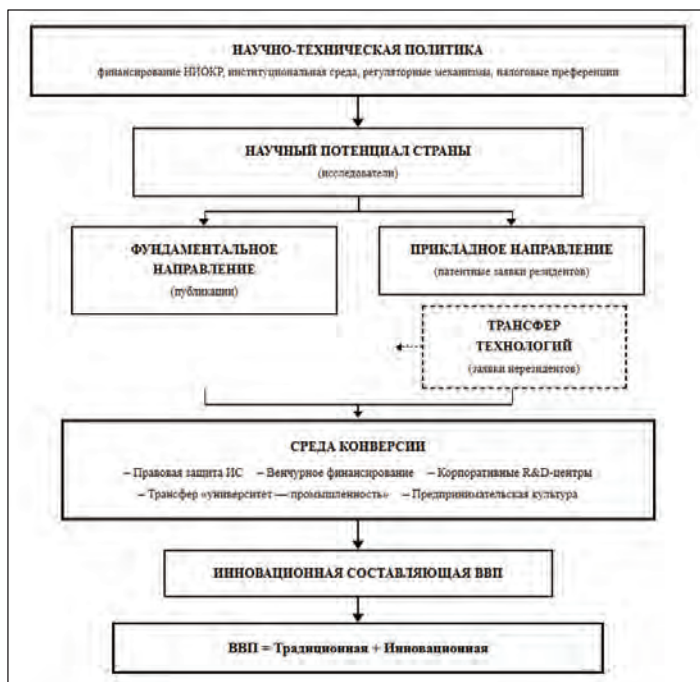 НАУЧНО-ТЕХНИЧЕСКАЯ ПОЛИТИКА
финансирование НИОКР, институциональная среда, регуляторные механизмы, налоговые преференции
НАУЧНЫЙ ПОТЕНЦИАЛ СТРАНЫ
(исследователи)
ФУНДАМЕНТАЛЬНОЕ
НАПРАВЛЕНИЕ
(публикации)
ПРИКЛАДНОЕ НАПРАВЛЕНИЕ
(патентные заявки резидентов)
ТРАНСФЕР
ТЕХНОЛОГИЙ
(заявки нерезидентов)
СРЕДА КОНВЕРСИИ
– Правовая защита ИС – Венчурное финансирование – Корпоративные R&D-центры
– Трансфер «университет — промышленность» – Предпринимательская культура
ИННОВАЦИОННАЯ СОСТАВЛЯЮЩАЯ ВВП
ВВП = Традиционная + Инновационная